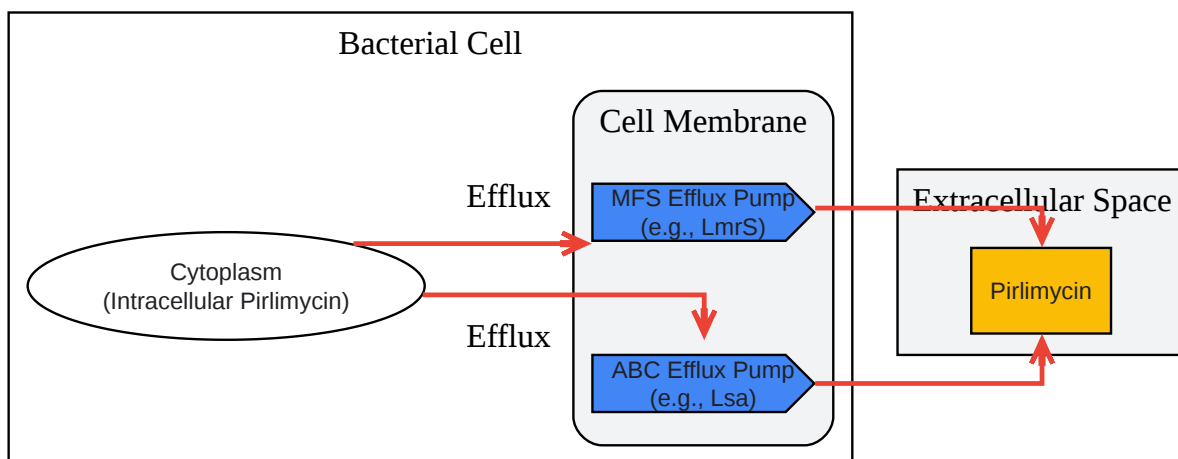 Bacterial Cell
Cell Membrane
Efflux
MFS Efflux Pump
(e.g., LmrS)
Extracellular Space
Cytoplasm
(Intracellular Pirlimycin)
Pirlimycin
Efflux
ABC Efflux Pump
(e.g., Lsa)